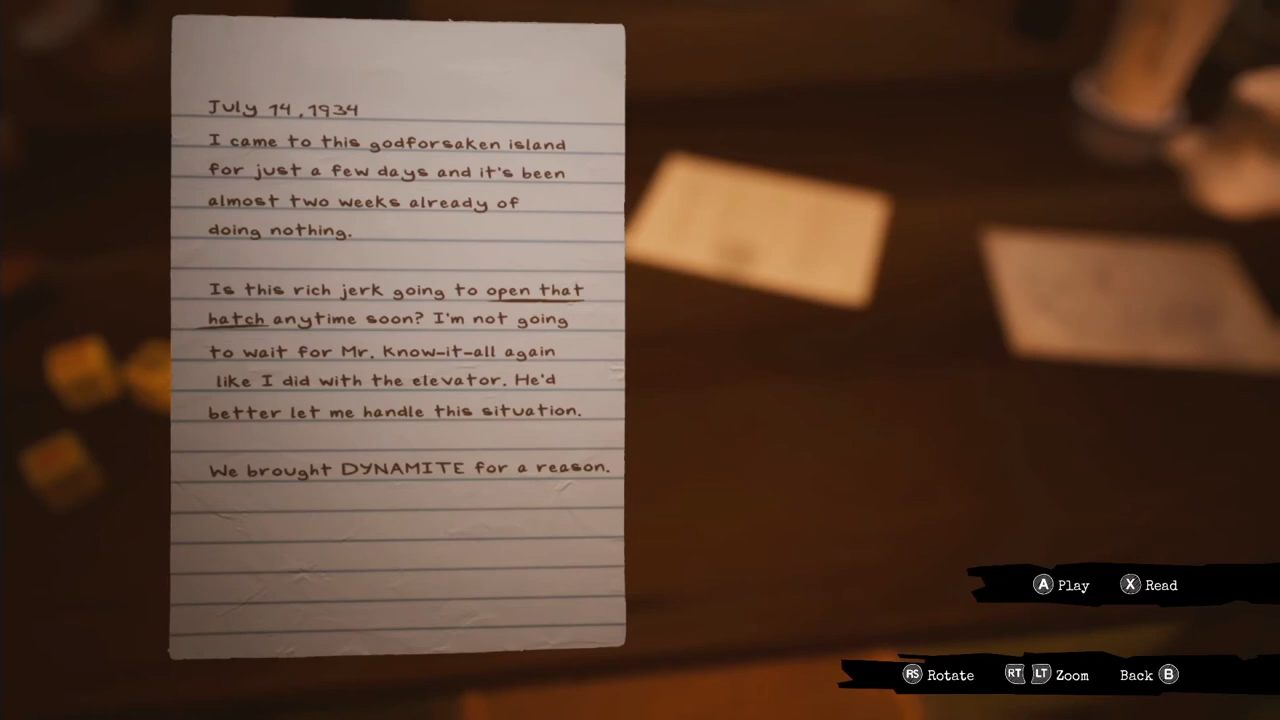 July 14, 1934
I came to this godforsaken island
for just a few days and it's been
almost two weeks already of
doing nothing.
Is this rich jerk going to open that
hatch anytime soon? I'm not going
to wait for Mr. Know-it-all again
like I did with the elevator. He'd
better let me handle this situation.
We brought DYNAMITE for a reason.
A Play X Read
RS Rotate RT LT Zoom Back B